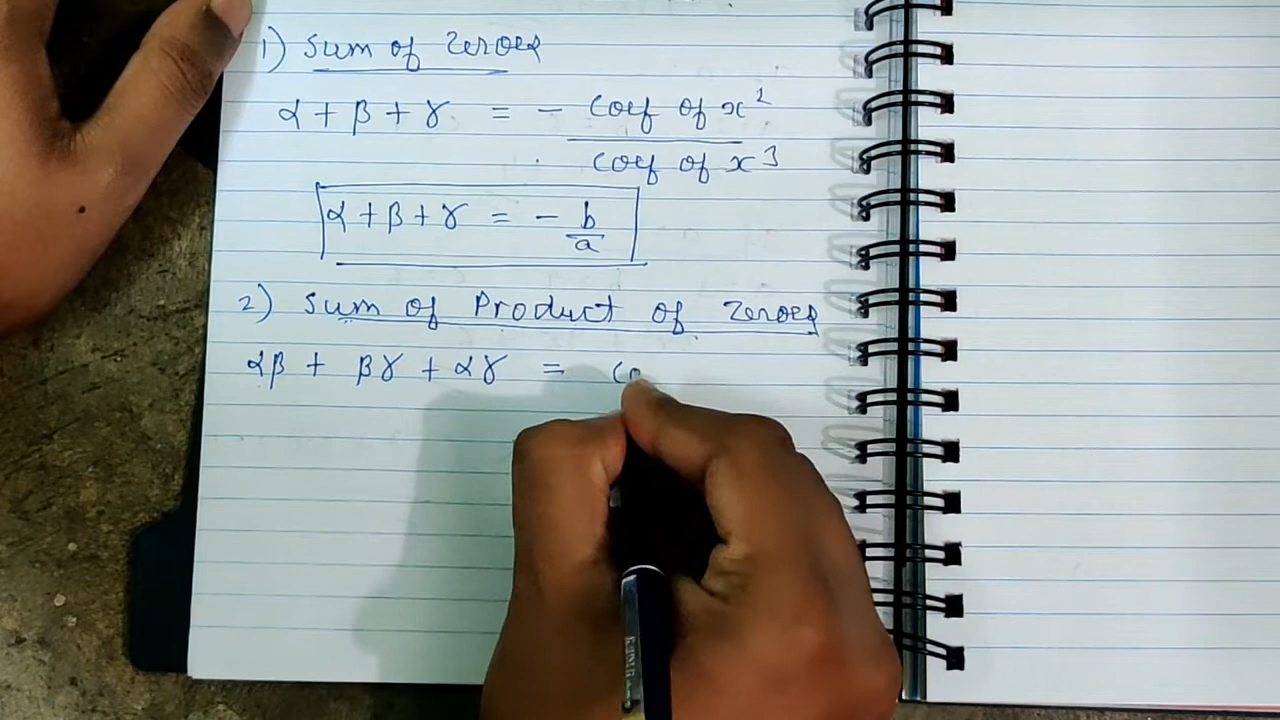 1) Sum of Zeroes
α + β + γ = - coef of x²
coef of x³
α + β + γ = - b/a
2) Sum of Product of Zeroes
αβ + βγ + αγ = co